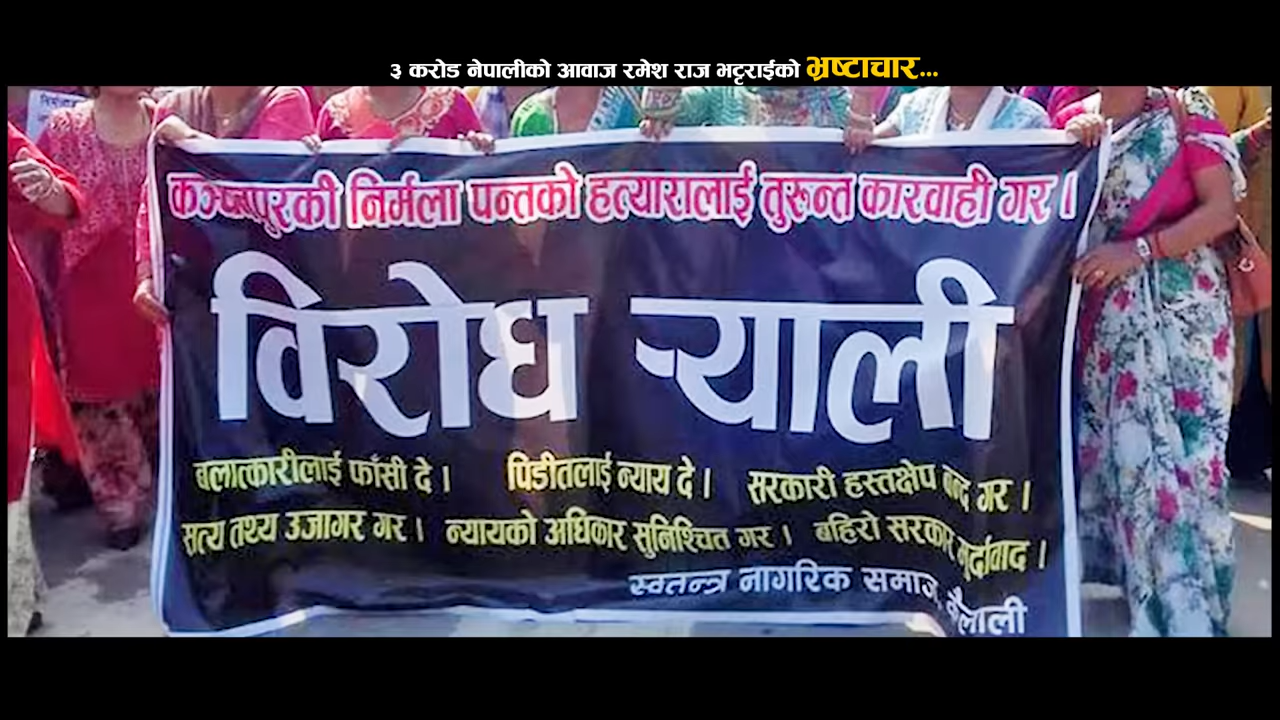 ३ करोड नेपालीको आवाज रमेश राज भट्टराईको भ्रष्टाचार...
कञ्चनपुरकी निर्मला पन्तको हत्यारालाई तुरुन्त कारवाही गर ।
विरोध र्‍याली
बलात्कारीलाई फाँसी दे । पिडीतलाई न्याय दे । सरकारी हस्तक्षेप बन्द गर ।
सत्य तथ्य उजागर गर । न्यायको अधिकार सुनिश्चित गर । बहिरो सरकार मुर्दावाद ।
स्वतन्त्र नागरिक समाज, कैलाली